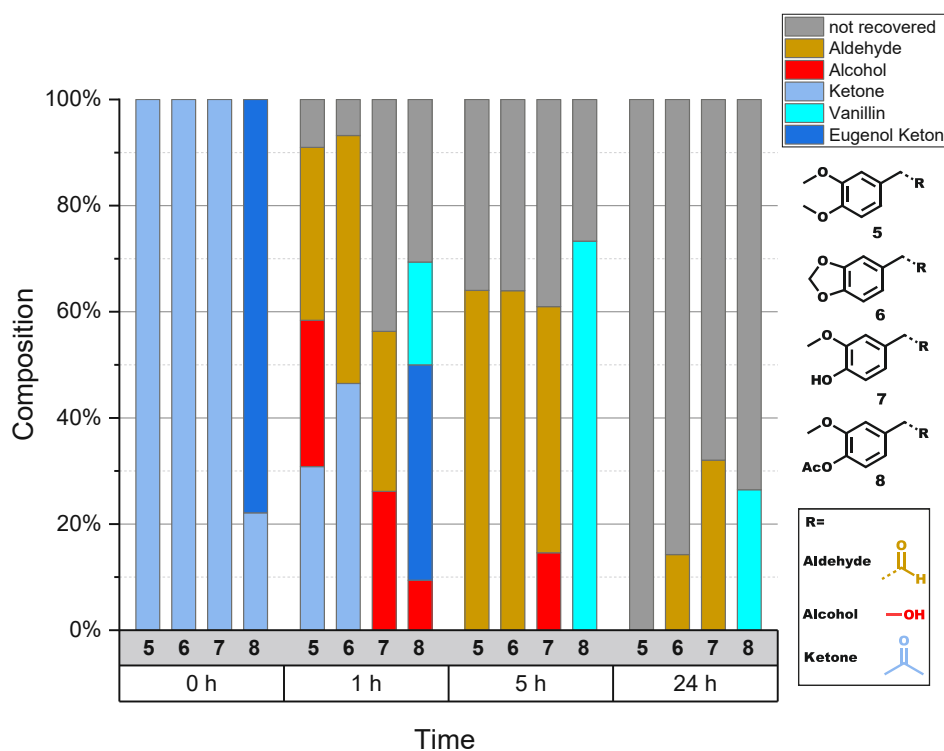 not recovered
Aldehyde
Alcohol
Ketone
Vanillin
Eugenol Keton
100%
80%
60%
40%
20%
0%
Composition
5 6 7 8 5 6 7 8 5 6 7 8 5 6 7 8
0 h 1 h 5 h 24 h
Time
O
O
R
5
O
O
R
6
O
HO
R
7
O
AcO
R
8
R=
O
Aldehyde
H
Alcohol
OH
O
Ketone